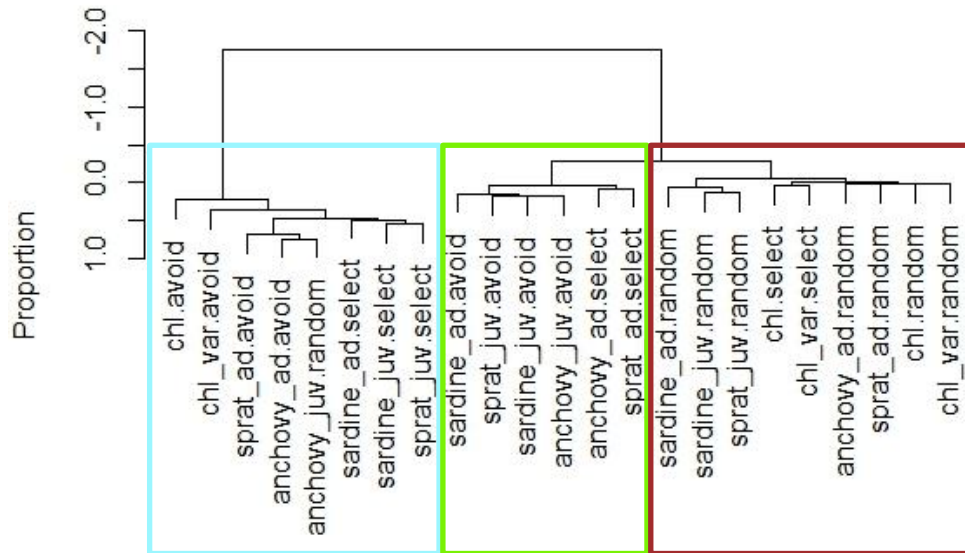 -2.0
-1.0
0.0
1.0
Proportion
chl.avoid
chl_var.avoid
sprat_ad.avoid
anchovy_ad.avoid
anchovy_juv.random
sardine_ad.select
sardine_juv.select
sprat_juv.select
sardine_ad.avoid
sprat_juv.avoid
sardine_juv.avoid
anchovy_juv.avoid
anchovy_ad.select
sprat_ad.select
sardine_ad.random
sardine_juv.random
sprat_juv.random
chl.select
chl_var.select
anchovy_ad.random
sprat_ad.random
chl.random
chl_var.random